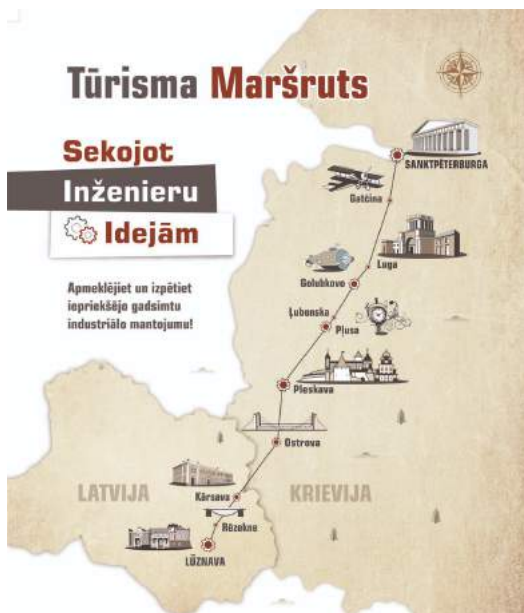 Tūrisma Maršruts
Sekojot
Inženieru
Idejām
Apmeklējiet un izpētiet
iepriekšējo gadsimtu
industriālo mantojumu!
SANKTPĒTERBURGA
Gatčina
Luga
Golubkovo
Ļubenska
Pļusa
Pleskava
Ostrova
LATVIJA
KRIEVIJA
Kārsava
Rēzekne
LŪZNAVA